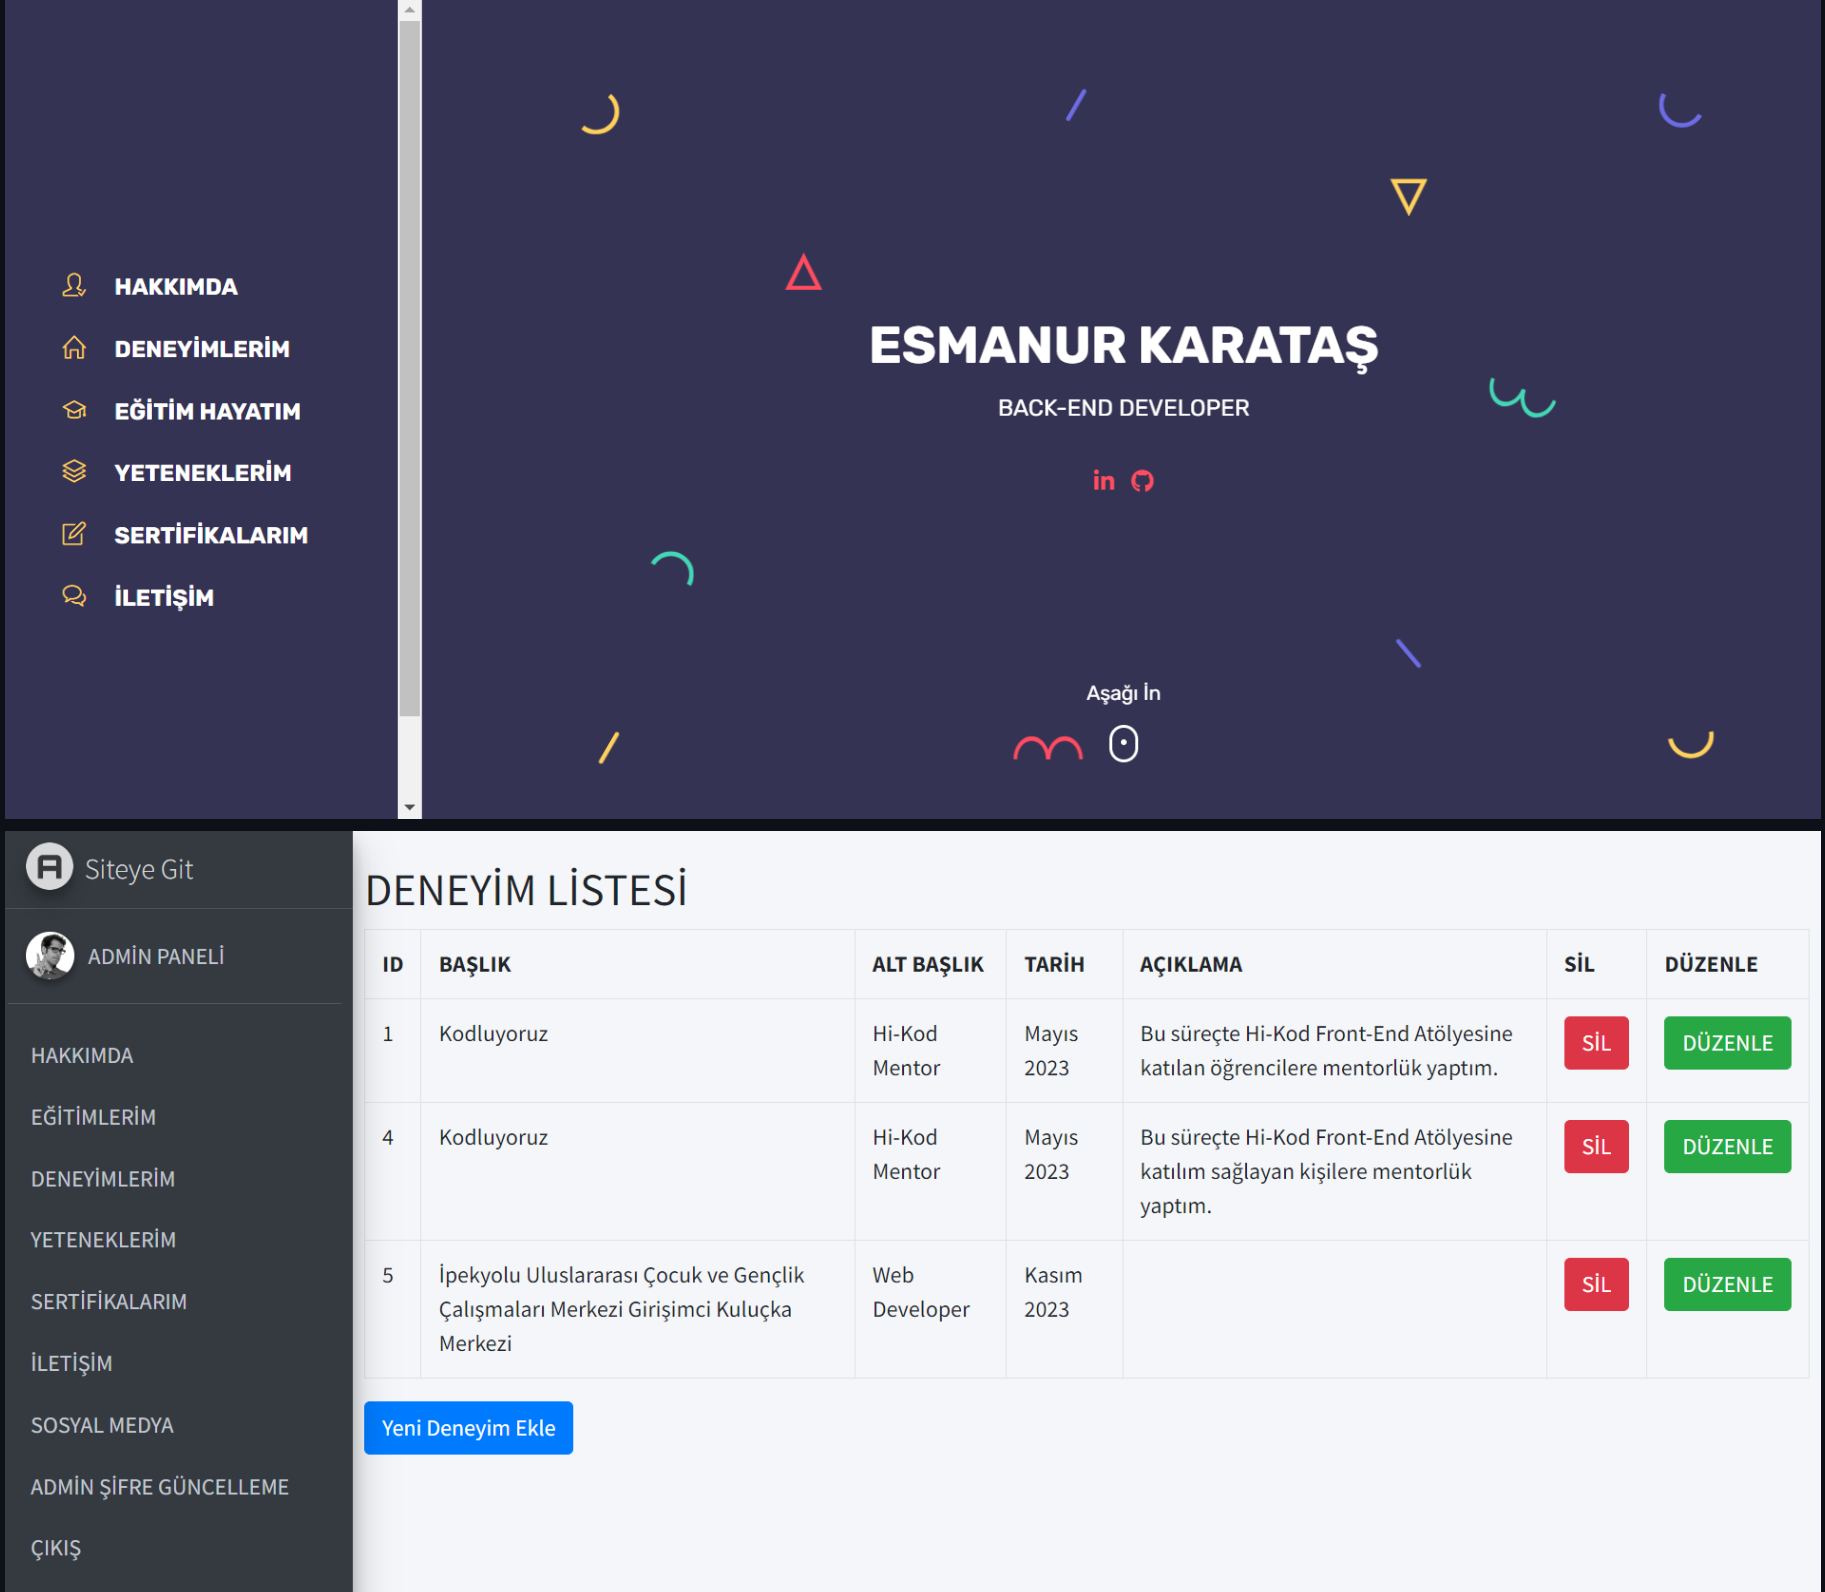 HAKKIMDA
DENEYİMLERİM
EĞİTİM HAYATIM
YETENEKLERİM
SERTİFİKALARIM
İLETİŞİM
ESMANUR KARATAŞ
BACK-END DEVELOPER
in
Aşağı İn
Siteye Git
ADMİN PANELİ
HAKKIMDA
EĞİTİMLERİM
DENEYİMLERİM
YETENEKLERİM
SERTİFİKALARIM
İLETİŞİM
SOSYAL MEDYA
ADMİN ŞİFRE GÜNCELLEME
ÇIKIŞ
DENEYİM LİSTESİ
ID BAŞLIK ALT BAŞLIK TARİH AÇIKLAMA SİL DÜZENLE
1 Kodluyoruz Hi-Kod Mayıs Bu süreçte Hi-Kod Front-End Atölyesine SİL DÜZENLE
Mentor 2023 katılan öğrencilere mentorlük yaptım.
4 Kodluyoruz Hi-Kod Mayıs Bu süreçte Hi-Kod Front-End Atölyesine SİL DÜZENLE
Mentor 2023 katılım sağlayan kişilere mentorlük
yaptım.
5 İpekyolu Uluslararası Çocuk ve Gençlik Web Kasım SİL DÜZENLE
Çalışmaları Merkezi Girişimci Kuluçka Developer 2023
Merkezi
Yeni Deneyim Ekle